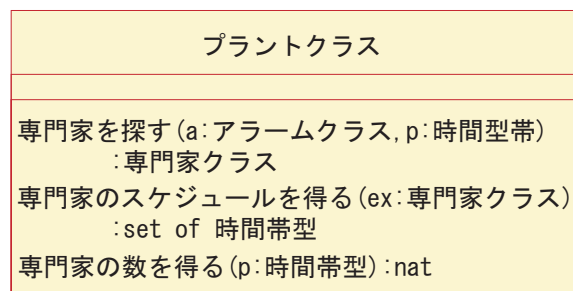 プラントクラス
専門家を探す(a:アラームクラス,p:時間型帯)
:専門家クラス
専門家のスケジュールを得る(ex:専門家クラス)
:set of 時間帯型
専門家の数を得る(p:時間帯型):nat